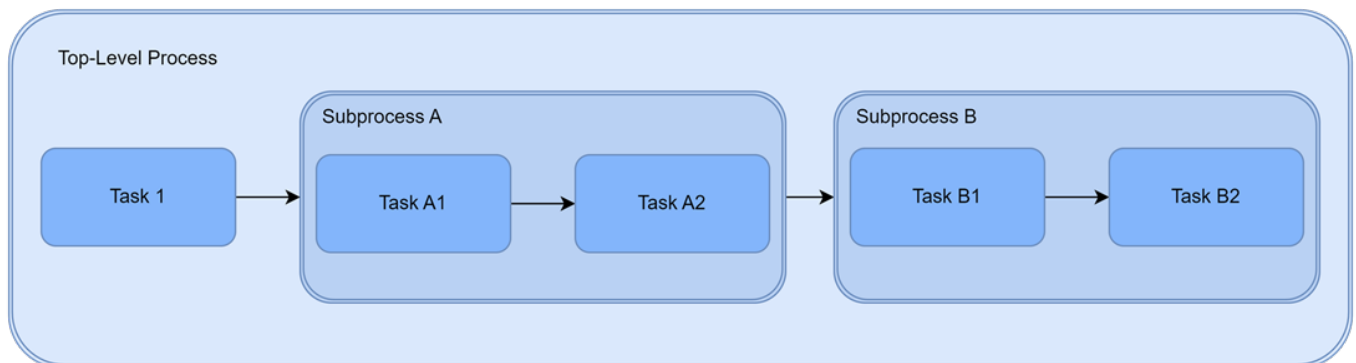 Top-Level Process
Subprocess A
Subprocess B
Task 1
Task A1
Task A2
Task B1
Task B2